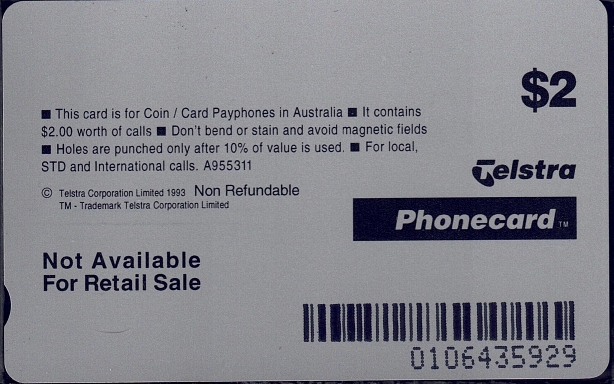 $2
■ This card is for Coin / Card Payphones in Australia ■ It contains
$2.00 worth of calls ■ Don't bend or stain and avoid magnetic fields
■ Holes are punched only after 10% of value is used. ■ For local,
STD and International calls. A955311
© Telstra Corporation Limited 1993 Non Refundable
TM - Trademark Telstra Corporation Limited
Telstra
Phonecard TM
Not Available
For Retail Sale
0106435929